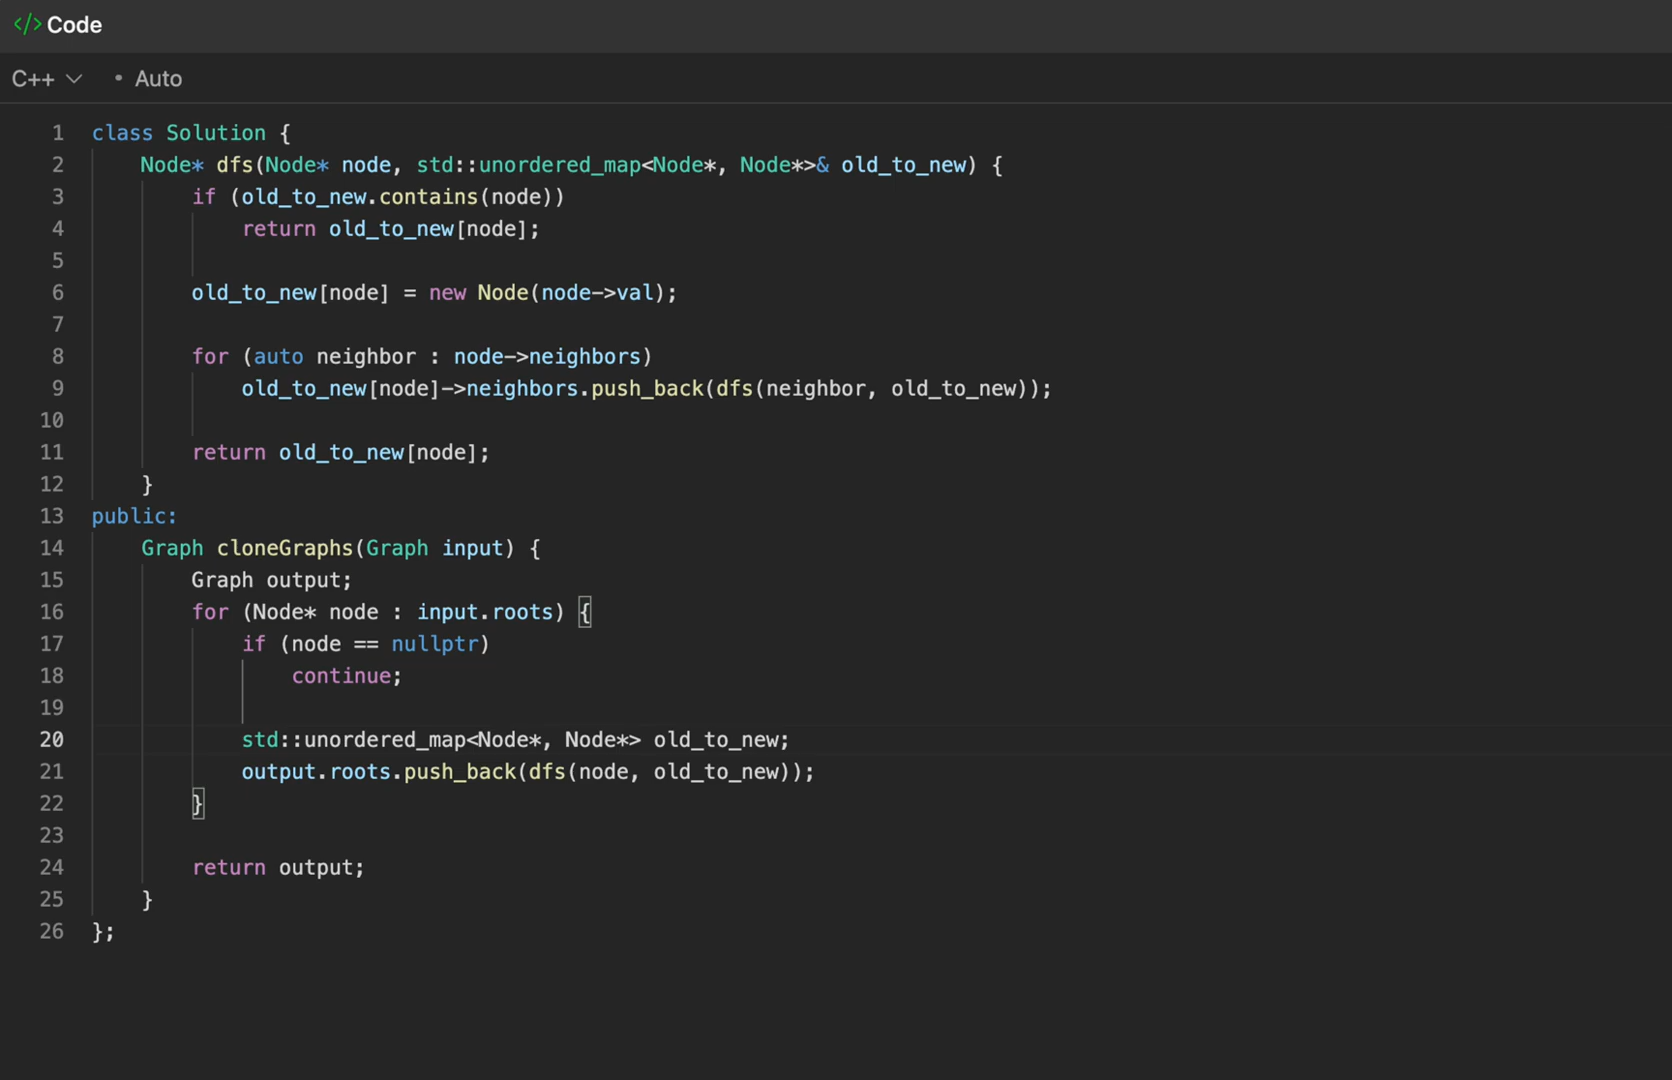 </> Code
C++ • Auto
1 class Solution {
2 Node* dfs(Node* node, std::unordered_map<Node*, Node*>& old_to_new) {
3 if (old_to_new.contains(node))
4 return old_to_new[node];
5
6 old_to_new[node] = new Node(node->val);
7
8 for (auto neighbor : node->neighbors)
9 old_to_new[node]->neighbors.push_back(dfs(neighbor, old_to_new));
10
11 return old_to_new[node];
12 }
13 public:
14 Graph cloneGraphs(Graph input) {
15 Graph output;
16 for (Node* node : input.roots) {
17 if (node == nullptr)
18 continue;
19
20 std::unordered_map<Node*, Node*> old_to_new;
21 output.roots.push_back(dfs(node, old_to_new));
22 }
23
24 return output;
25 }
26 };